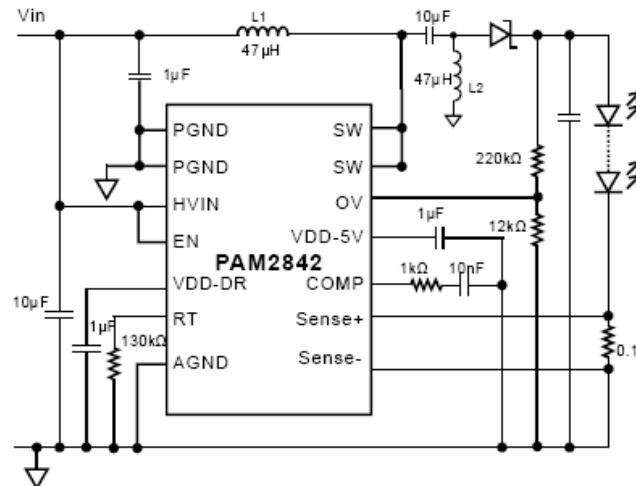 Vin
L1
47µH
10µF
47µH
L2
1µF
PGND
PGND
HVIN
EN
VDD-DR
RT
AGND
PAM2842
SW
SW
OV
VDD-5V
COMP
Sense+
Sense-
220kΩ
12kΩ
1µF
1kΩ
10nF
10µF
1µF
130kΩ
0.1